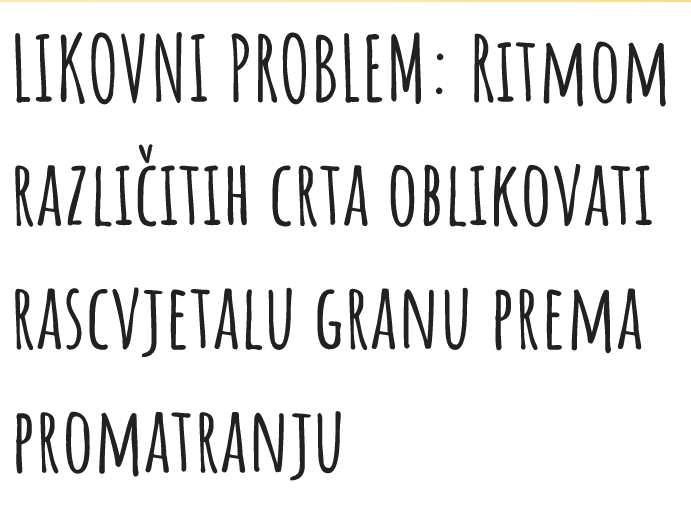 LIKOVNI PROBLEM: RITMOM
RAZLIČITIH CRTA OBLIKOVATI
RASCVJETALU GRANU PREMA
PROMATRANJU